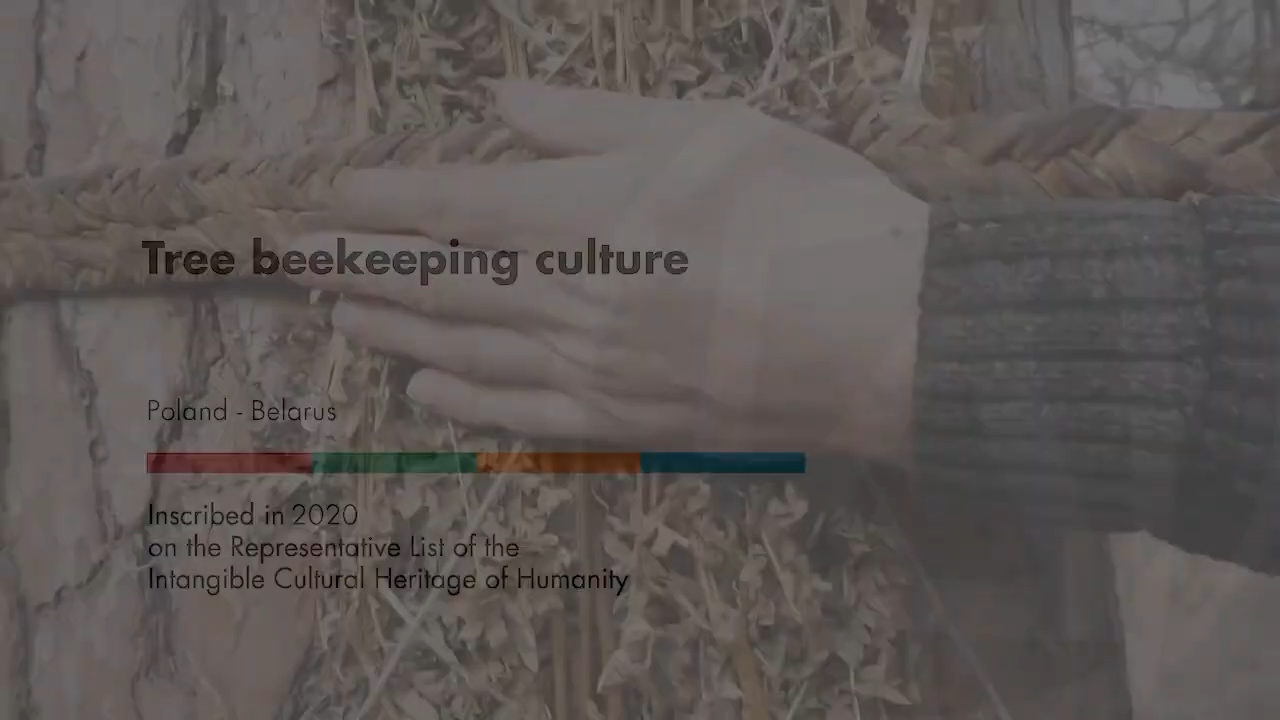 Tree beekeeping culture
Poland - Belarus
Inscribed in 2020
on the Representative List of the
Intangible Cultural Heritage of Humanity